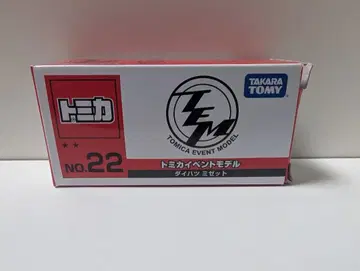 トミカ
TEM
TOMICA EVENT MODEL
TAKARA
TOMY
★★
NO.22
トミカイベントモデル
ダイハツ ミゼット